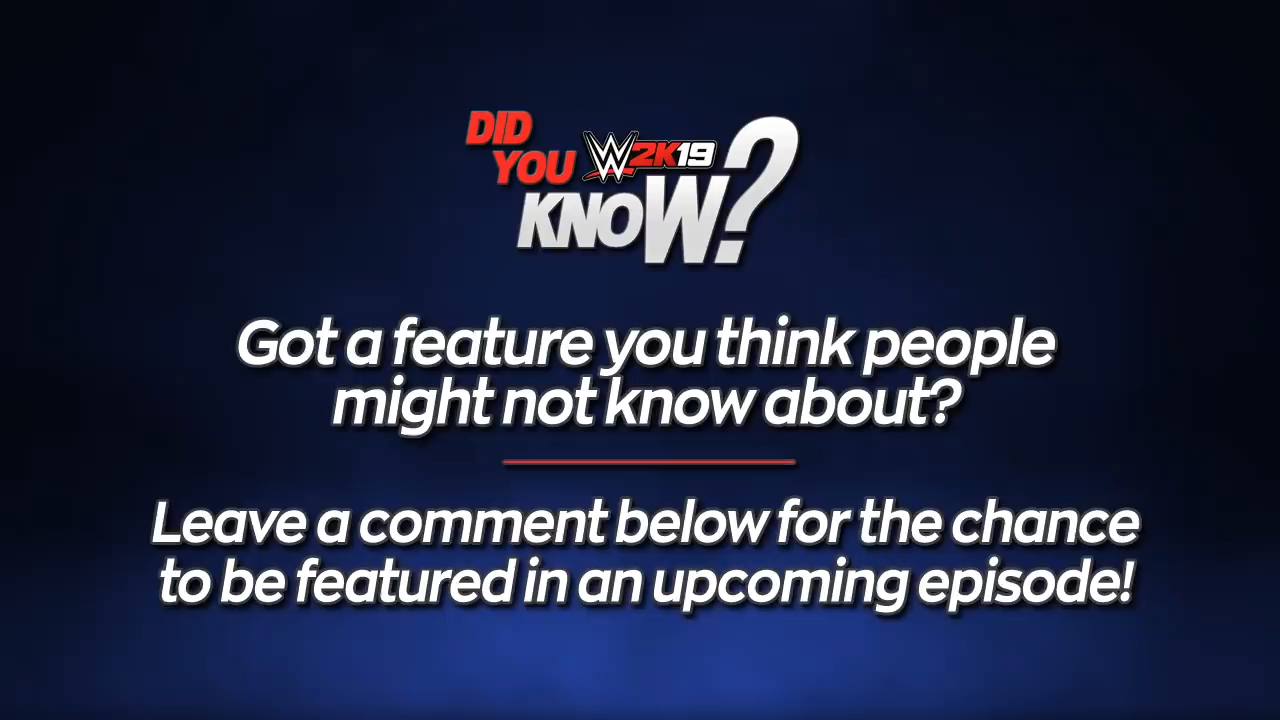 DID
YOU
W 2K19
KNOW?
Got a feature you think people
might not know about?
Leave a comment below for the chance
to be featured in an upcoming episode!